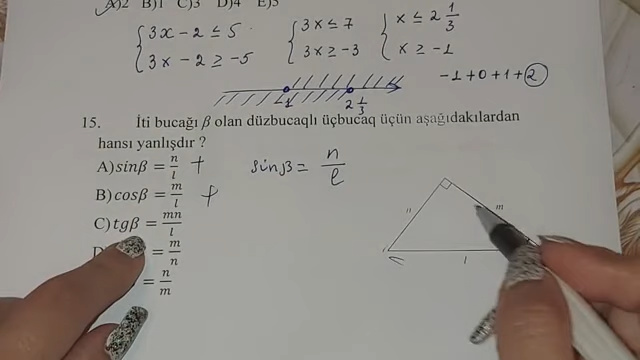 A)2 B)1 C)3 D)4 E)5
{3x - 2 ≤ 5 {3x ≤ 7 {x ≤ 2 1/3
{3x - 2 ≥ -5 {3x ≥ -3 {x ≥ -1
-1+0+1+2
-1 2 1/3
15. İti bucağı β olan düzbucaqlı üçbucaq üçün aşağıdakılardan
hansı yanlışdır ?
A) sinβ = n/l + sinβ = n/l
B) cosβ = m/l +
C) tgβ = mn/l
= m/n
= n/m
n m
l